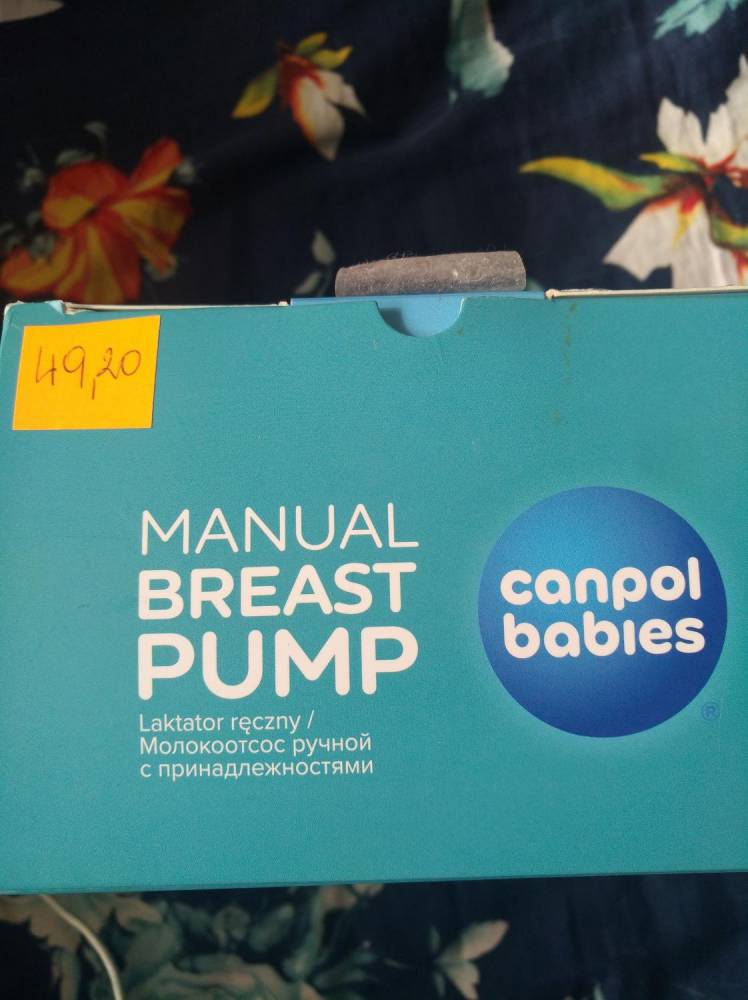 49,20
MANUAL
BREAST
PUMP
Laktator ręczny /
Молокоотсос ручной
с принадлежностями
canpol
babies
®